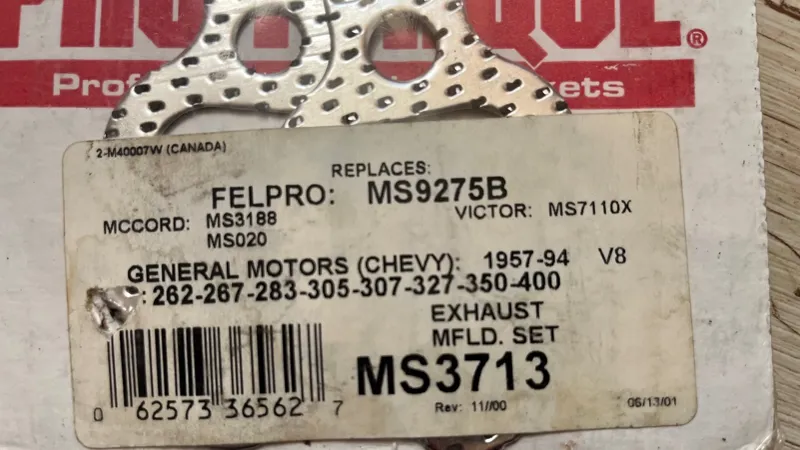 ®
Prof kets
2-M40007W (CANADA)
REPLACES:
FELPRO: MS9275B
MCCORD: MS3188 VICTOR: MS7110X
MS020
GENERAL MOTORS (CHEVY): 1957-94 V8
: 262-267-283-305-307-327-350-400
EXHAUST
MFLD. SET
MS3713
0 62573 36562 7
Rev: 11//00 06/13/01